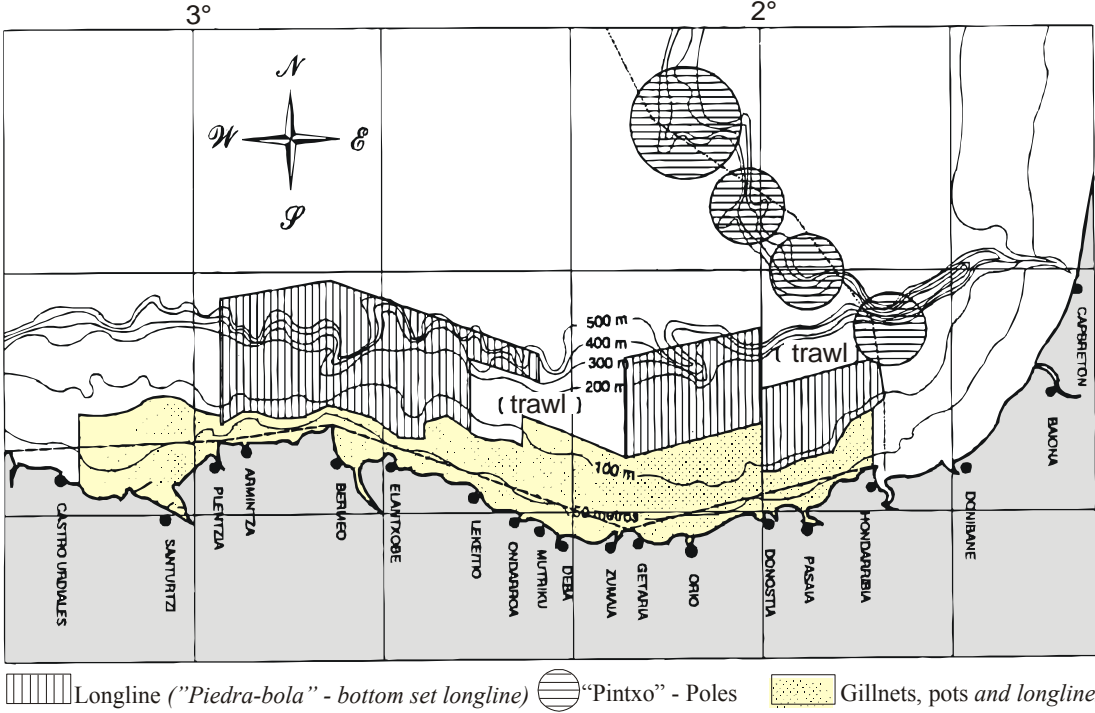 3° 2°
N
W E
S
500 m
400 m
300 m
200 m
trawl
( trawl )
100 m
50 metros
CAPBRETON
BAIONA
DONIBANE
HONDARRIBIA
PASAIA
DONOSTIA
ORIO
GETARIA
ZUMAIA
DEBA
MUTRIKU
ONDARROA
LEKEITIO
ELANTXOBE
BERMEO
ARMINTZA
PLENTZIA
SANTURTZI
CASTRO URDIALES
Longline ("Piedra-bola" - bottom set longline) "Pintxo" - Poles Gillnets, pots and longline